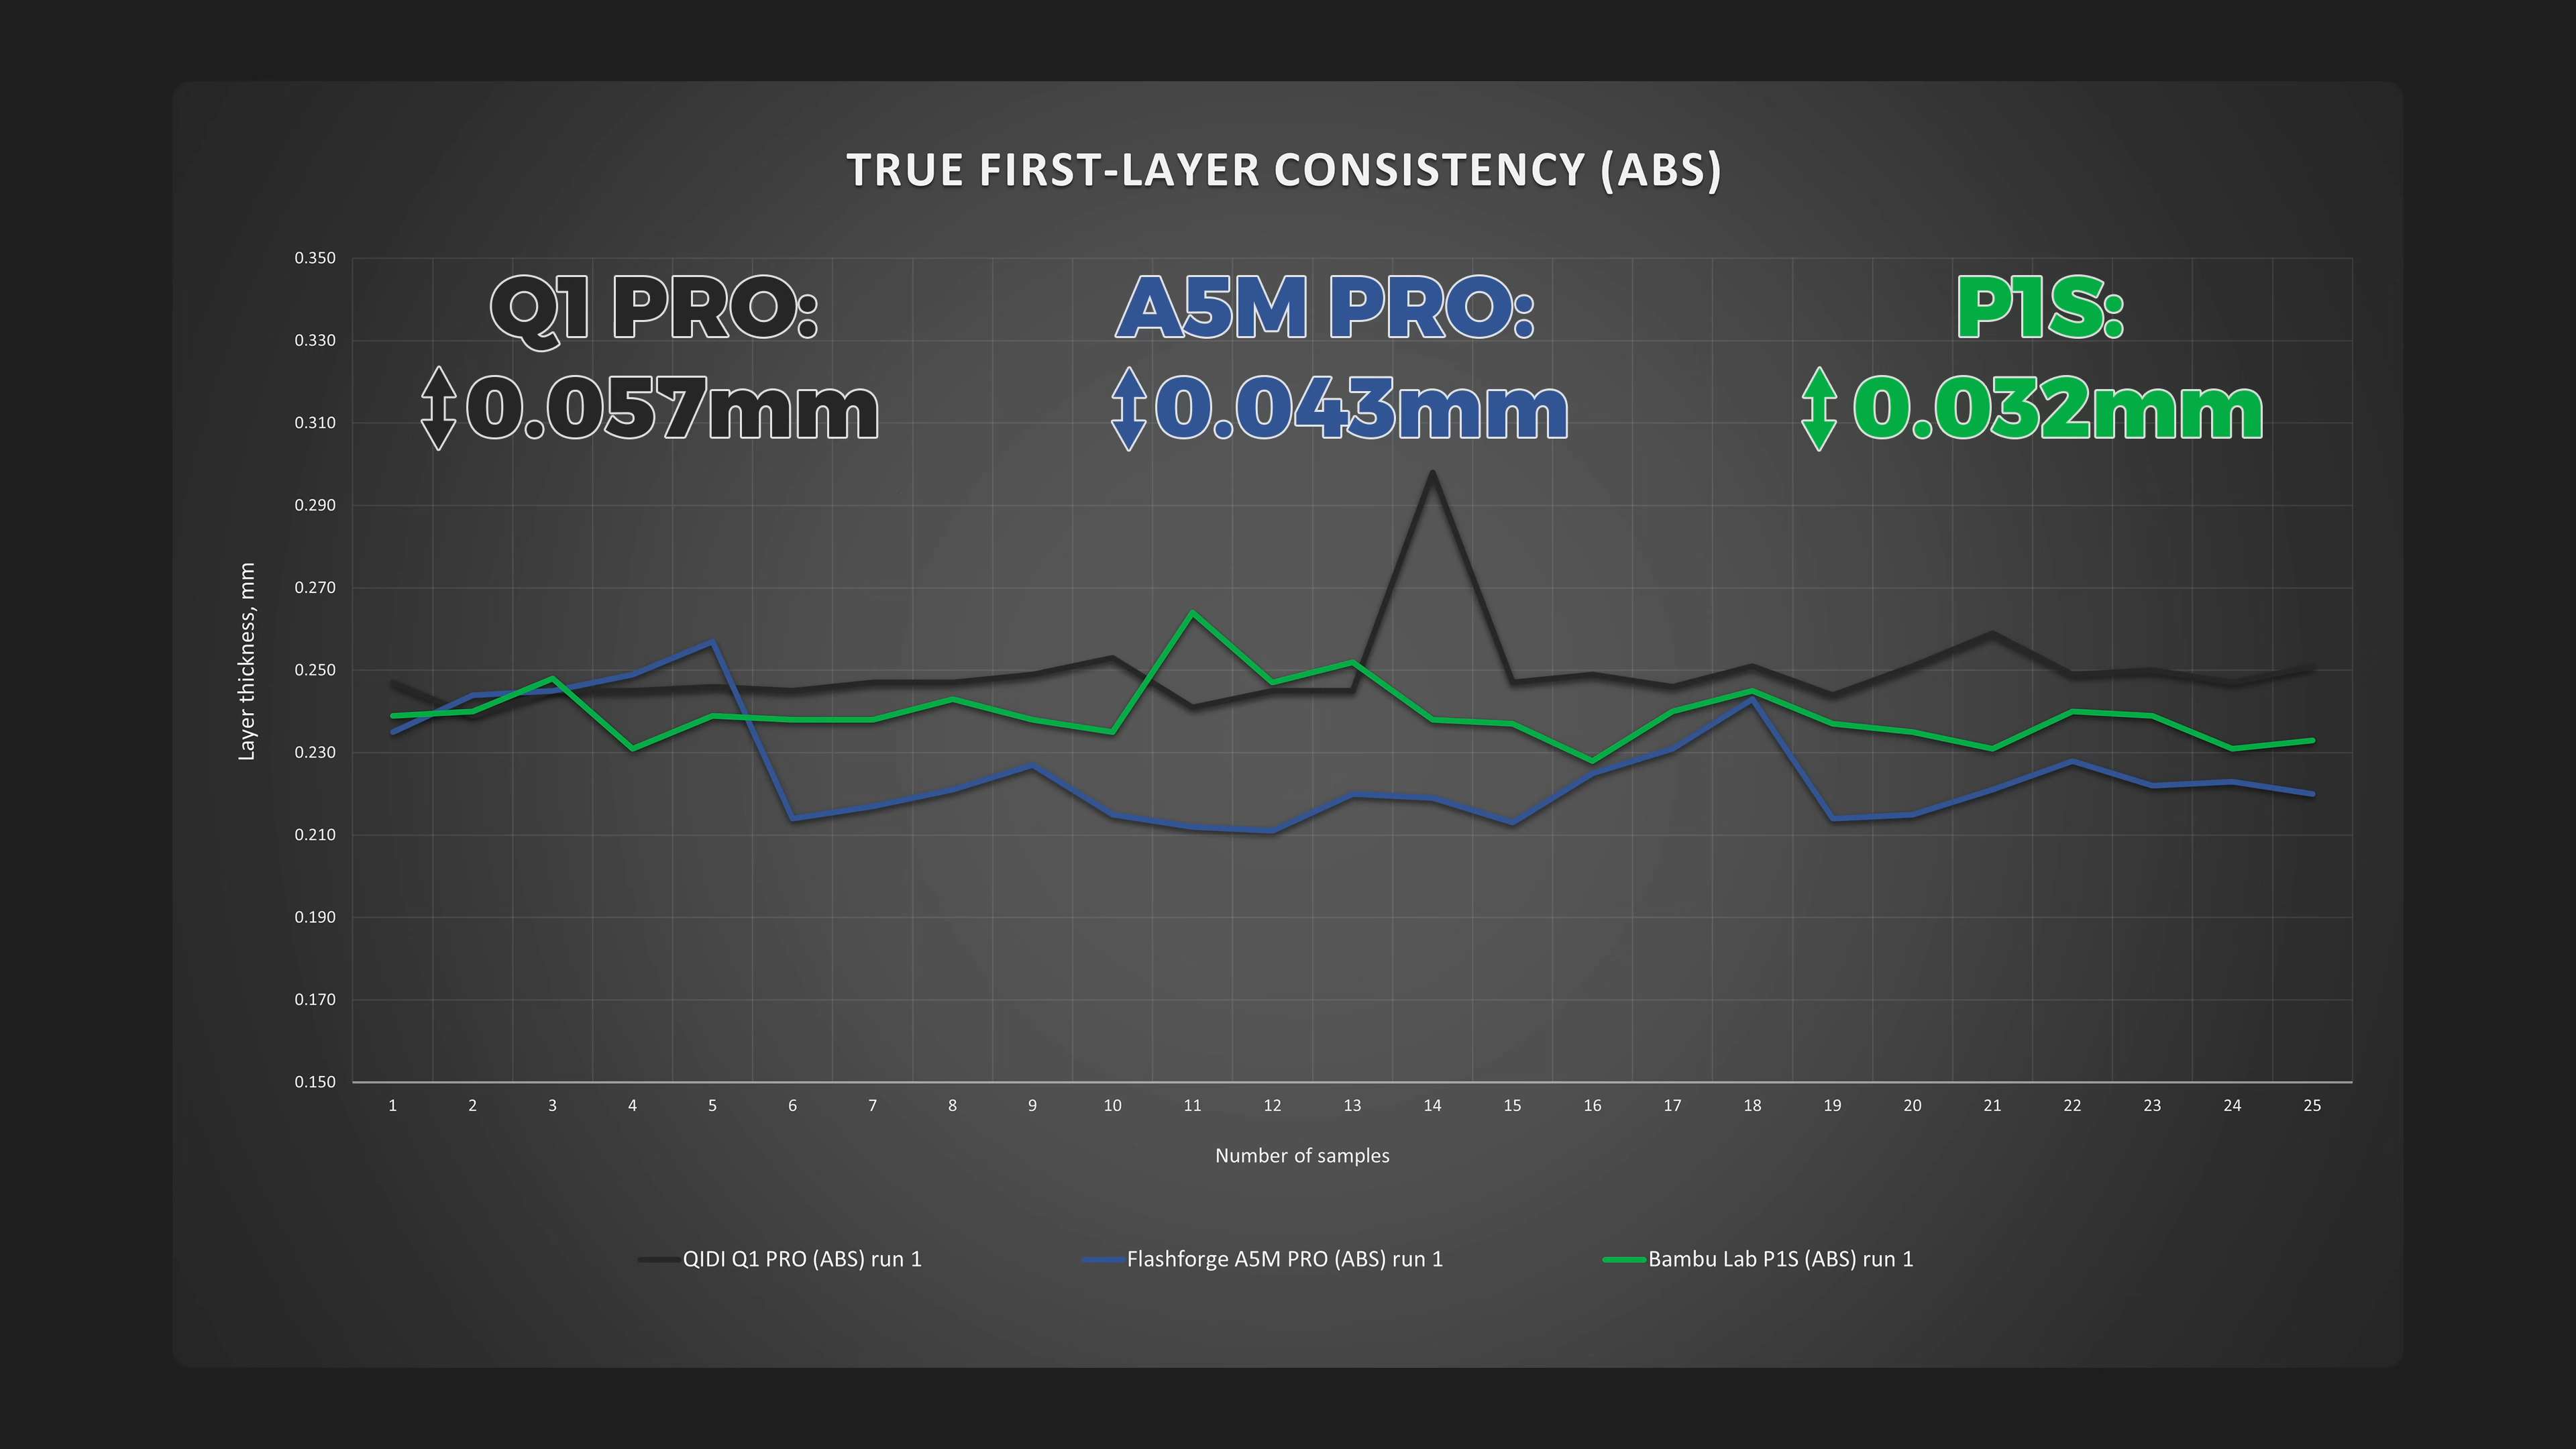 TRUE FIRST-LAYER CONSISTENCY (ABS)
Q1 PRO:
0.057mm
A5M PRO:
0.043mm
P1S:
0.032mm
Layer thickness, mm
0.350
0.330
0.310
0.290
0.270
0.250
0.230
0.210
0.190
0.170
0.150
1 2 3 4 5 6 7 8 9 10 11 12 13 14 15 16 17 18 19 20 21 22 23 24 25
Number of samples
QIDI Q1 PRO (ABS) run 1
Flashforge A5M PRO (ABS) run 1
Bambu Lab P1S (ABS) run 1